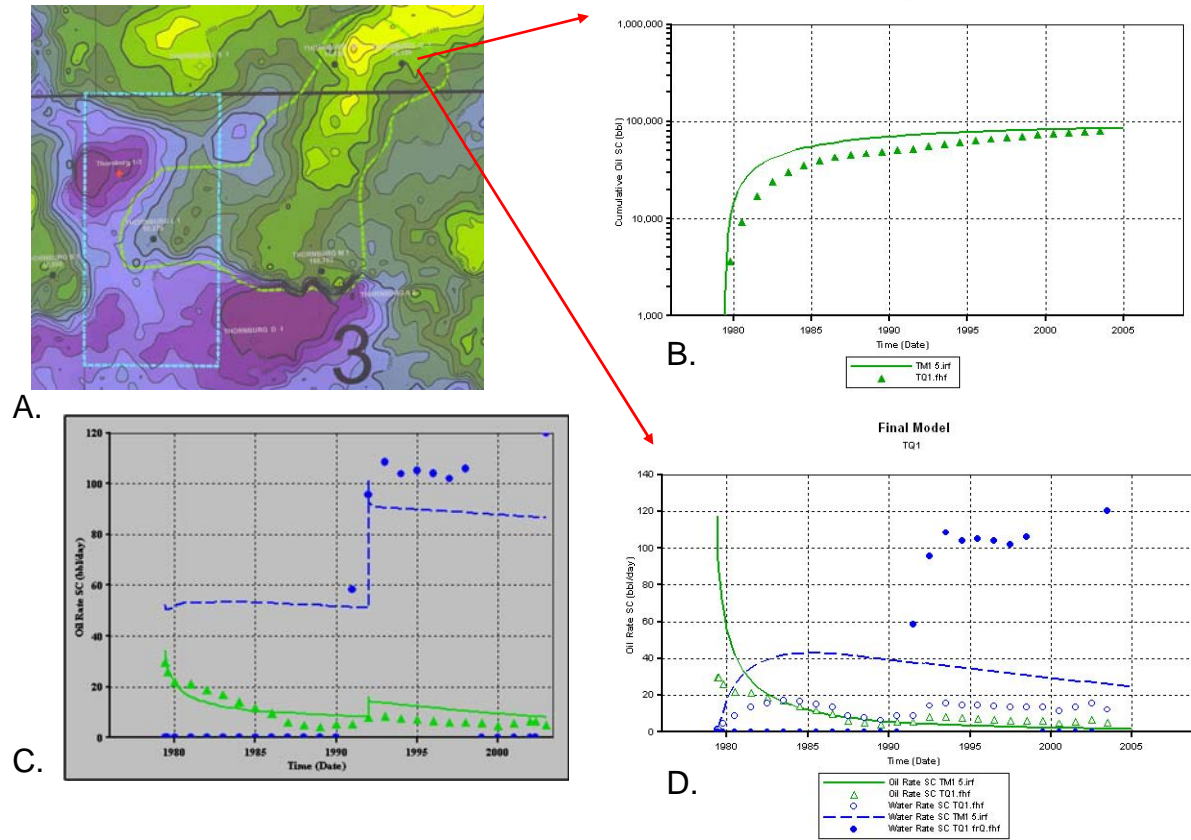 THORNBURG
Thornburg 1-3
THORNBURG L 1
THORNBURG M 1
THORNBURG D 1
3
A.
1,000,000
100,000
10,000
1,000
Cumulative Oil SC (bbl)
1980 1985 1990 1995 2000 2005
Time (Date)
B.
TM1 5.irf
TQ1.fhf
120
100
80
60
40
20
0
Oil Rate SC (bbl/day)
1980 1985 1990 1995 2000
Time (Date)
C.
Final Model
TQ1
140
120
100
80
60
40
20
0
Oil Rate SC (bbl/day)
1980 1985 1990 1995 2000 2005
Time (Date)
D.
Oil Rate SC TM1 5.irf
Oil Rate SC TQ1.fhf
Water Rate SC TQ1.fhf
Water Rate SC TM1 5.irf
Water Rate SC TQ1 frQ.fhf